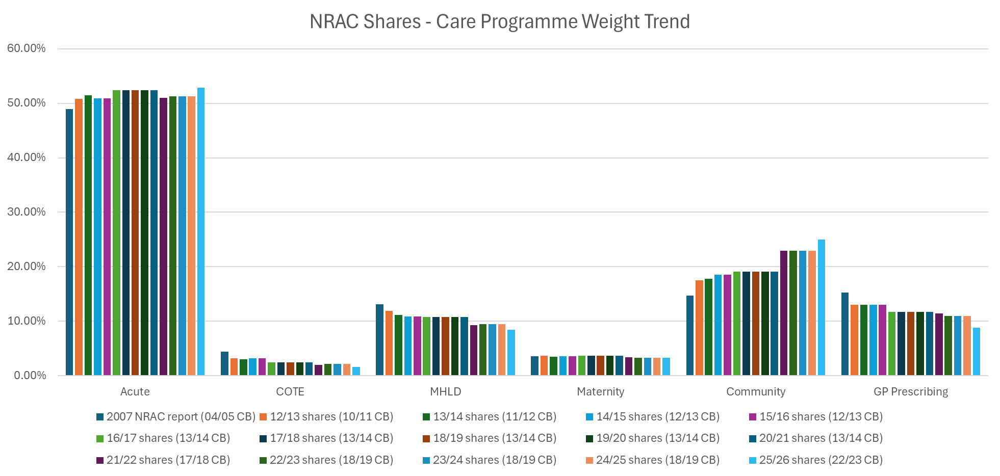 NRAC Shares - Care Programme Weight Trend
60.00%
50.00%
40.00%
30.00%
20.00%
10.00%
0.00%
Acute COTE MHLD Maternity Community GP Prescribing
2007 NRAC report (04/05 CB) 12/13 shares (10/11 CB) 13/14 shares (11/12 CB) 14/15 shares (12/13 CB) 15/16 shares (12/13 CB)
16/17 shares (13/14 CB) 17/18 shares (13/14 CB) 18/19 shares (13/14 CB) 19/20 shares (13/14 CB) 20/21 shares (13/14 CB)
21/22 shares (17/18 CB) 22/23 shares (18/19 CB) 23/24 shares (18/19 CB) 24/25 shares (18/19 CB) 25/26 shares (22/23 CB)